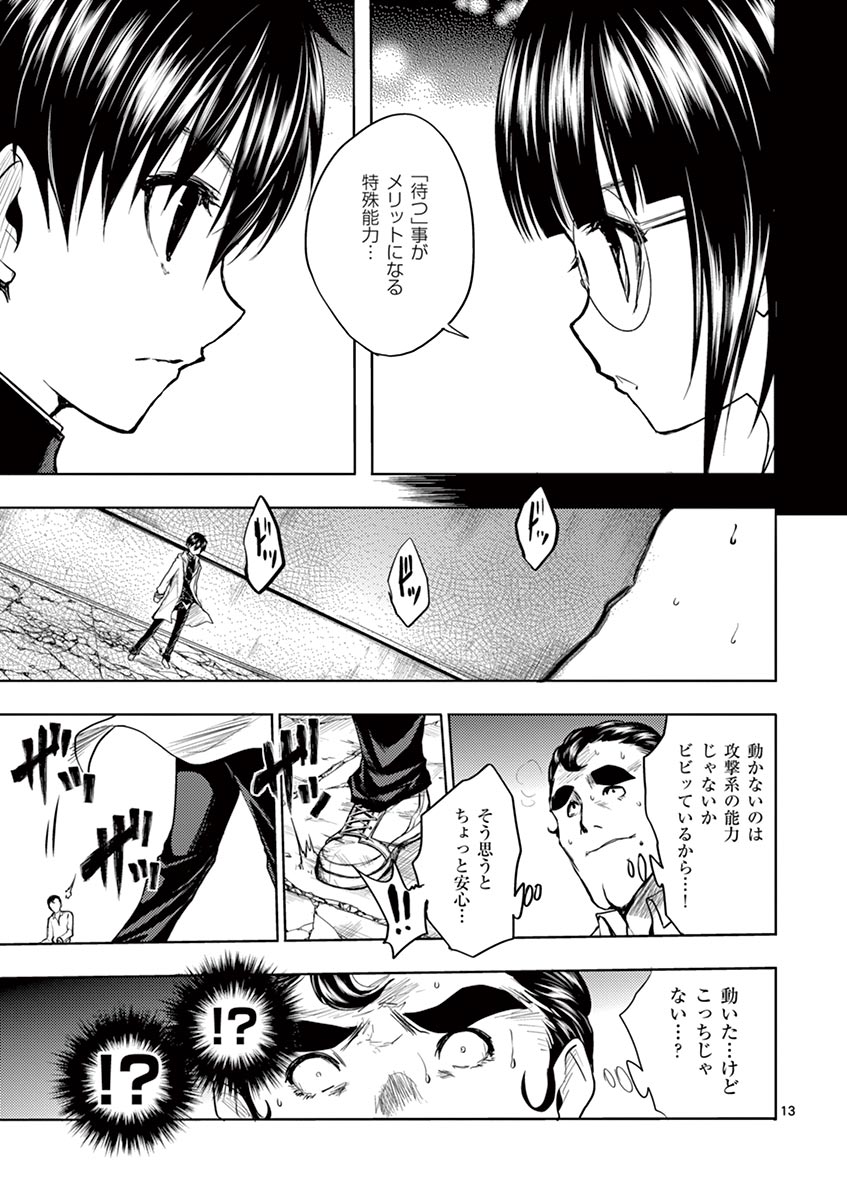 「待つ」事が
メリットになる
特殊能力…
ドッ
ドッ
ドッ
動かないのは
攻撃系の能力
じゃないか
ビビッているから…!
そう思うと
ちょっと安心…
!!
ザッ
ザッ
動いた…けど
こっちじゃ
ない…?
!?
!?
13